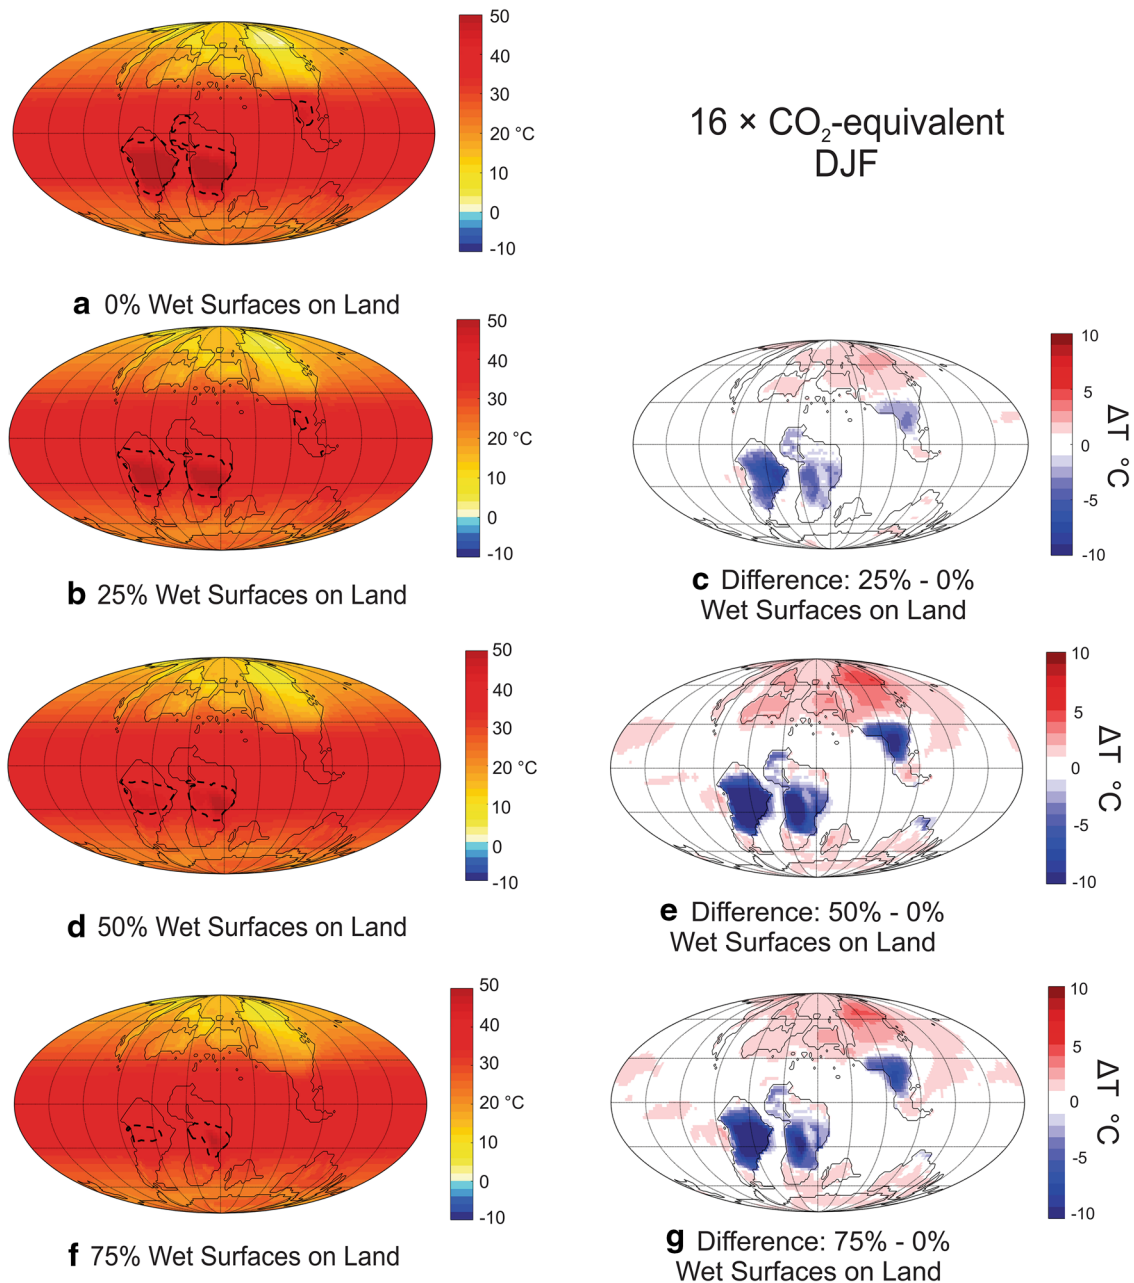 50
40
30
20 °C
10
0
-10
16 × CO₂-equivalent
DJF
a 0% Wet Surfaces on Land
50
40
30
20 °C
10
0
-10
b 25% Wet Surfaces on Land
10
5
0
-5
-10
ΔT °C
c Difference: 25% - 0%
Wet Surfaces on Land
50
40
30
20 °C
10
0
-10
d 50% Wet Surfaces on Land
10
5
0
-5
-10
ΔT °C
e Difference: 50% - 0%
Wet Surfaces on Land
50
40
30
20 °C
10
0
-10
f 75% Wet Surfaces on Land
10
5
0
-5
-10
ΔT °C
g Difference: 75% - 0%
Wet Surfaces on Land